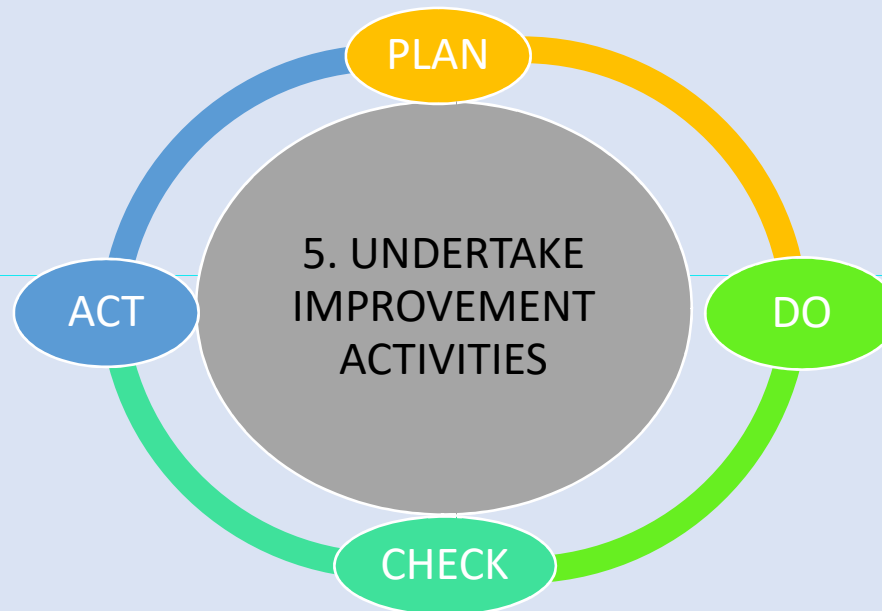 PLAN
5. UNDERTAKE
IMPROVEMENT
ACTIVITIES
ACT
DO
CHECK